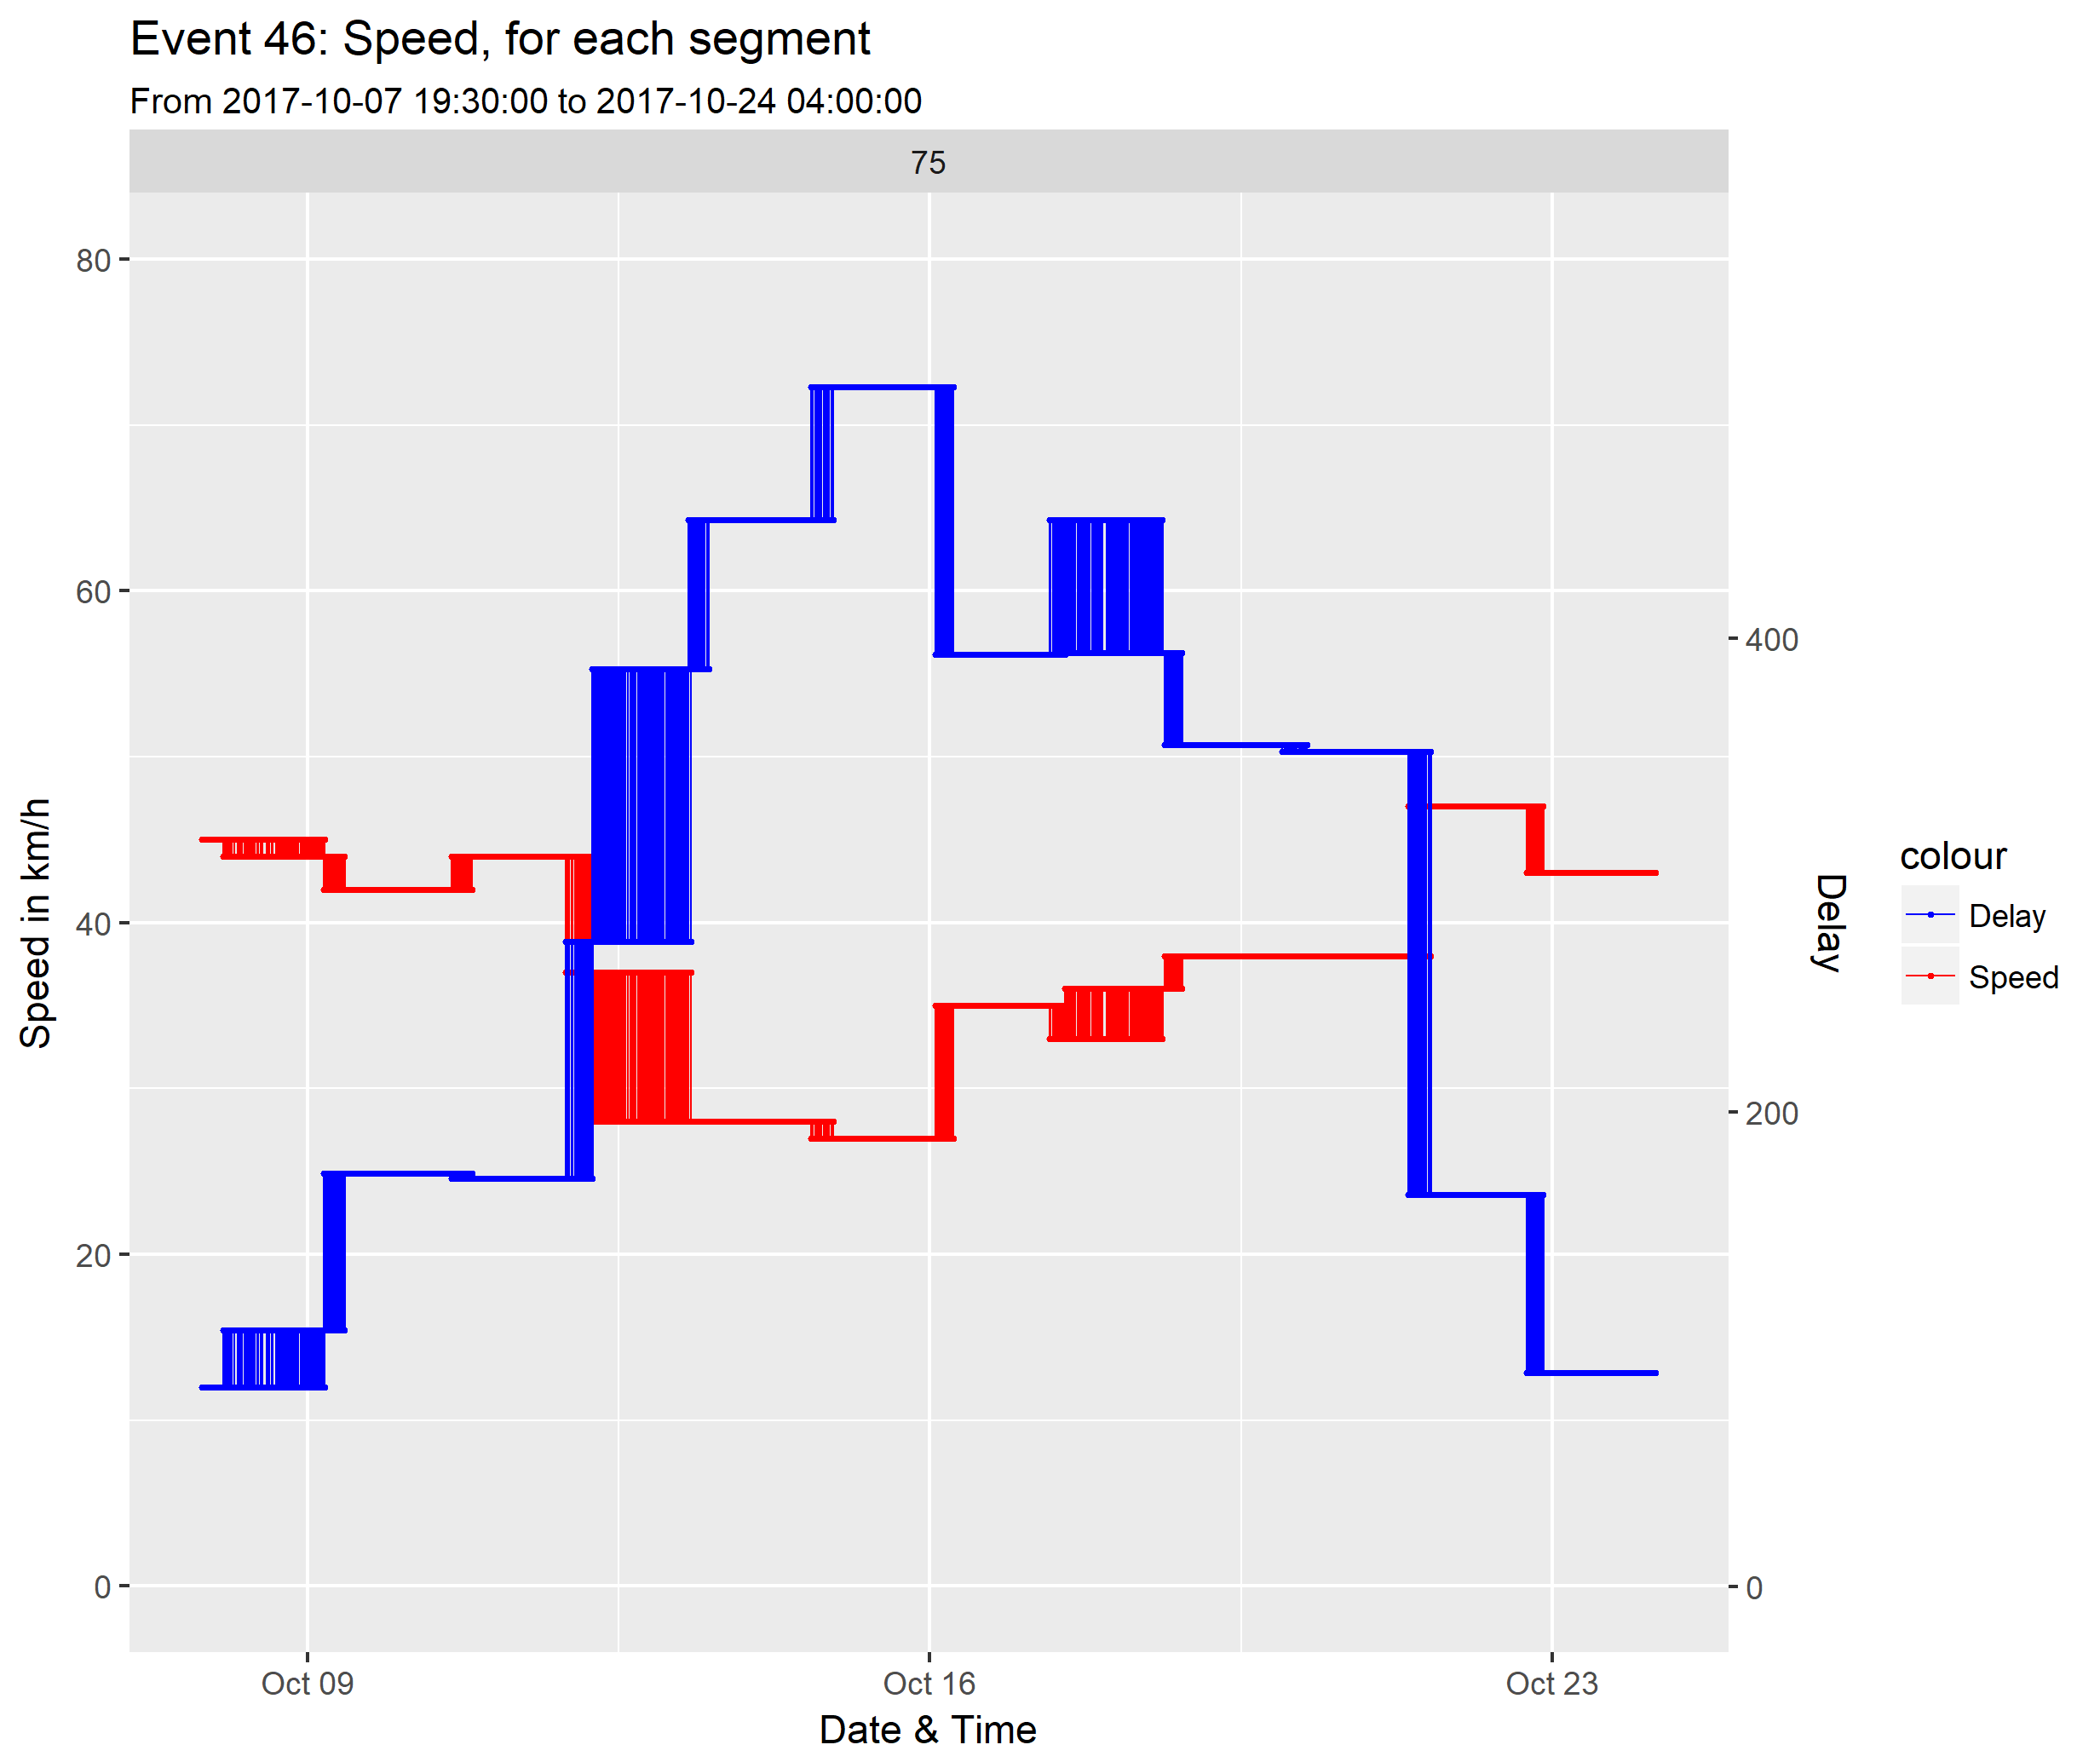 Event 46: Speed, for each segment
From 2017-10-07 19:30:00 to 2017-10-24 04:00:00
75
80
60
40
20
0
Speed in km/h
400
200
0
Delay
Oct 09
Oct 16
Oct 23
Date & Time
colour
Delay
Speed